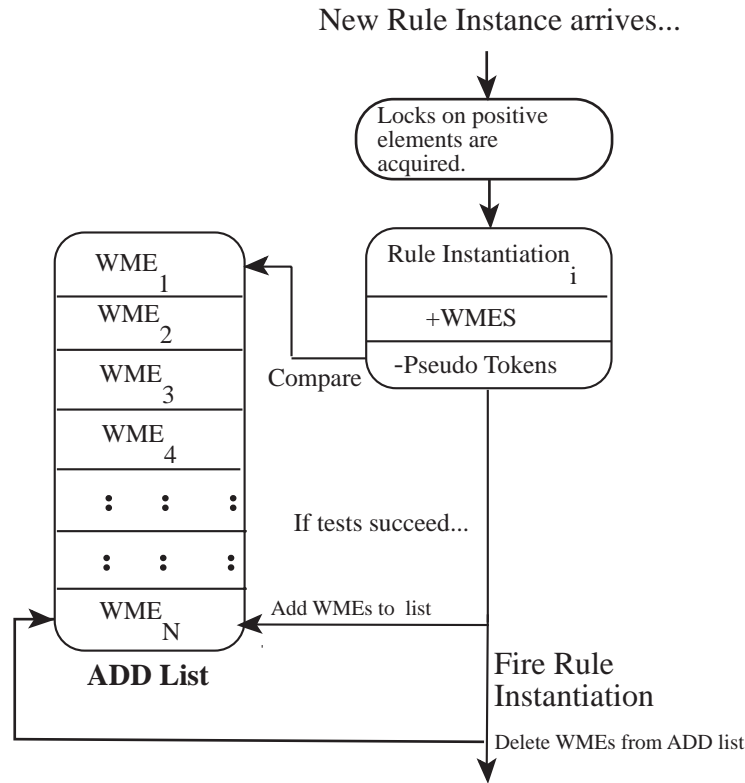 New Rule Instance arrives...
Locks on positive
elements are
acquired.
Rule Instantiation
i
+WMES
-Pseudo Tokens
Compare
WME
1
WME
2
WME
3
WME
4
: : :
: : :
WME
N
ADD List
If tests succeed...
Add WMEs to list
Fire Rule
Instantiation
Delete WMEs from ADD list